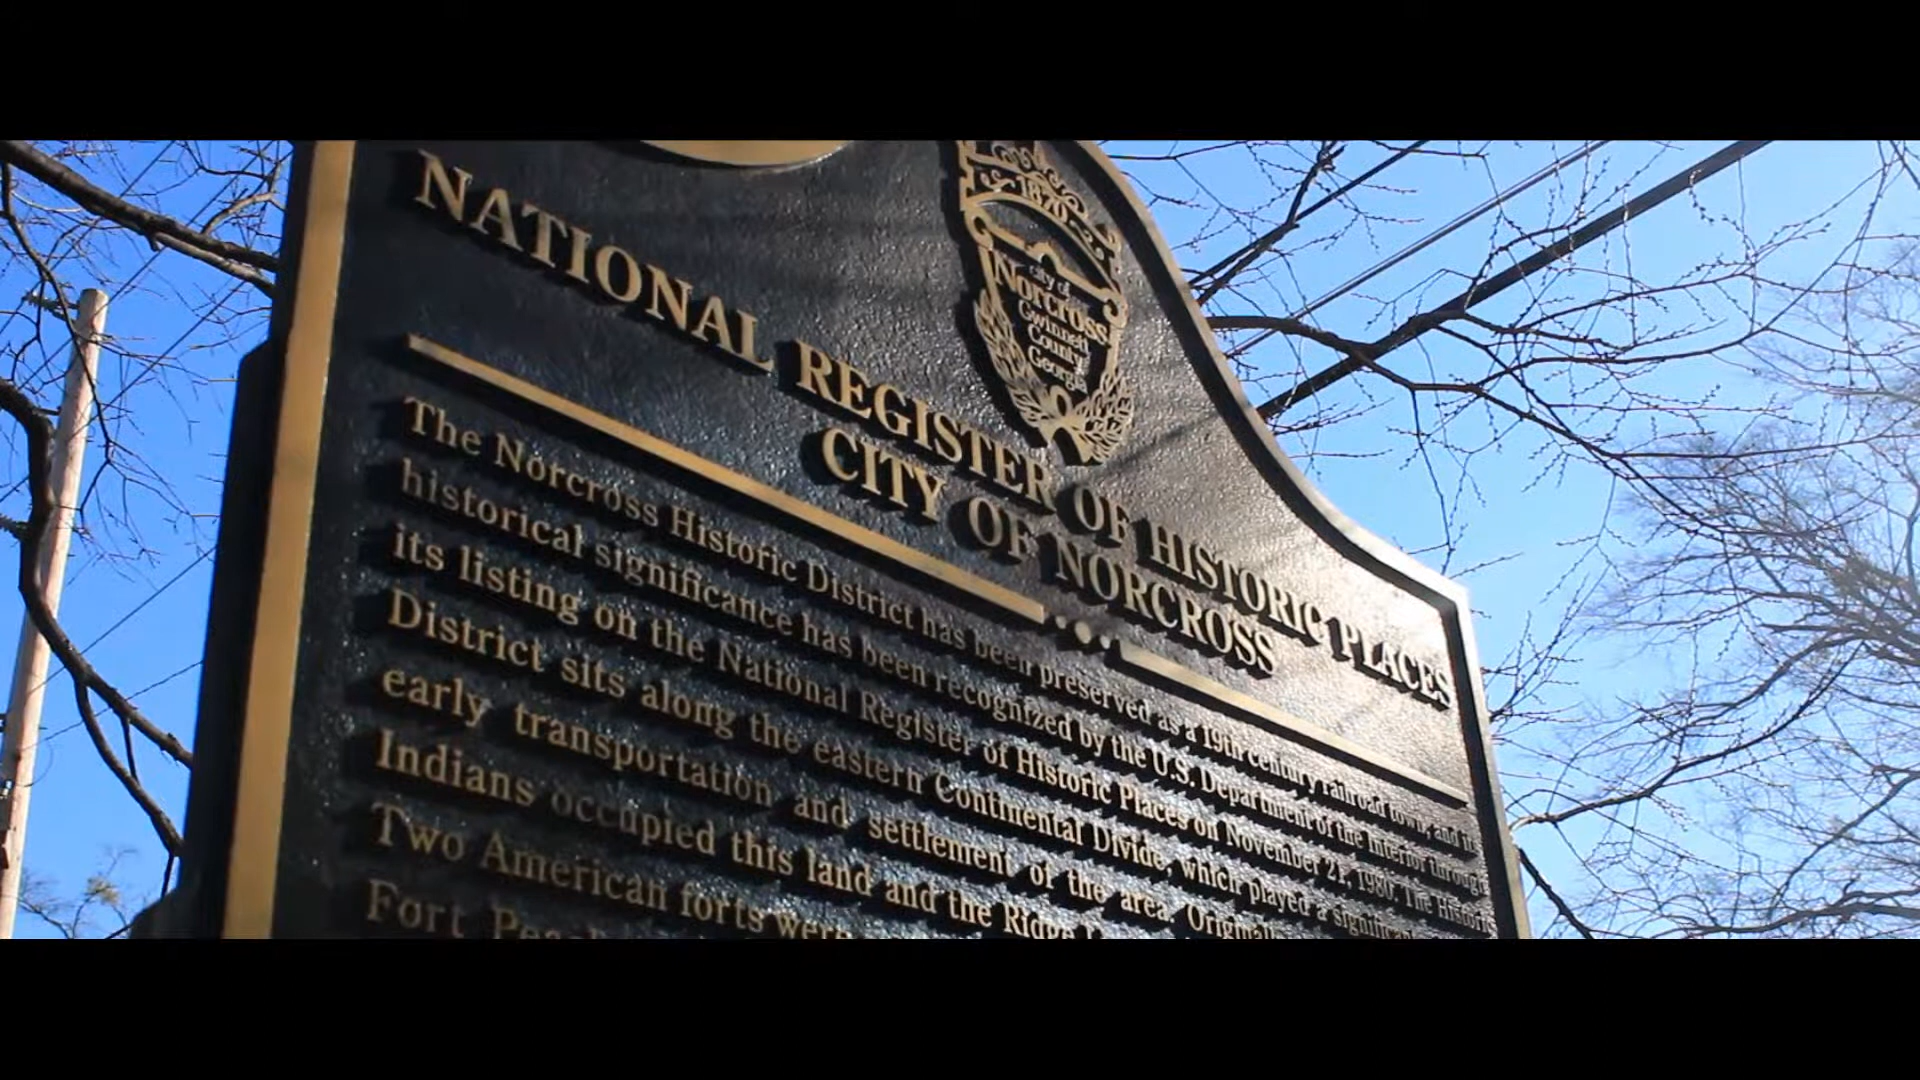 1870
City of
Norcross
Gwinnett
County
Georgia
NATIONAL REGISTER OF HISTORIC PLACES
CITY OF NORCROSS
The Norcross Historic District has been preserved as a 19th century railroad town, and its
historical significance has been recognized by the U.S. Department of the Interior through
its listing on the National Register of Historic Places on November 21, 1980. The Historic
District sits along the eastern Continental Divide, which played a significant
early transportation and settlement of the area. Originally
Indians occupied this land and the Ridge
Two American forts were
Fort